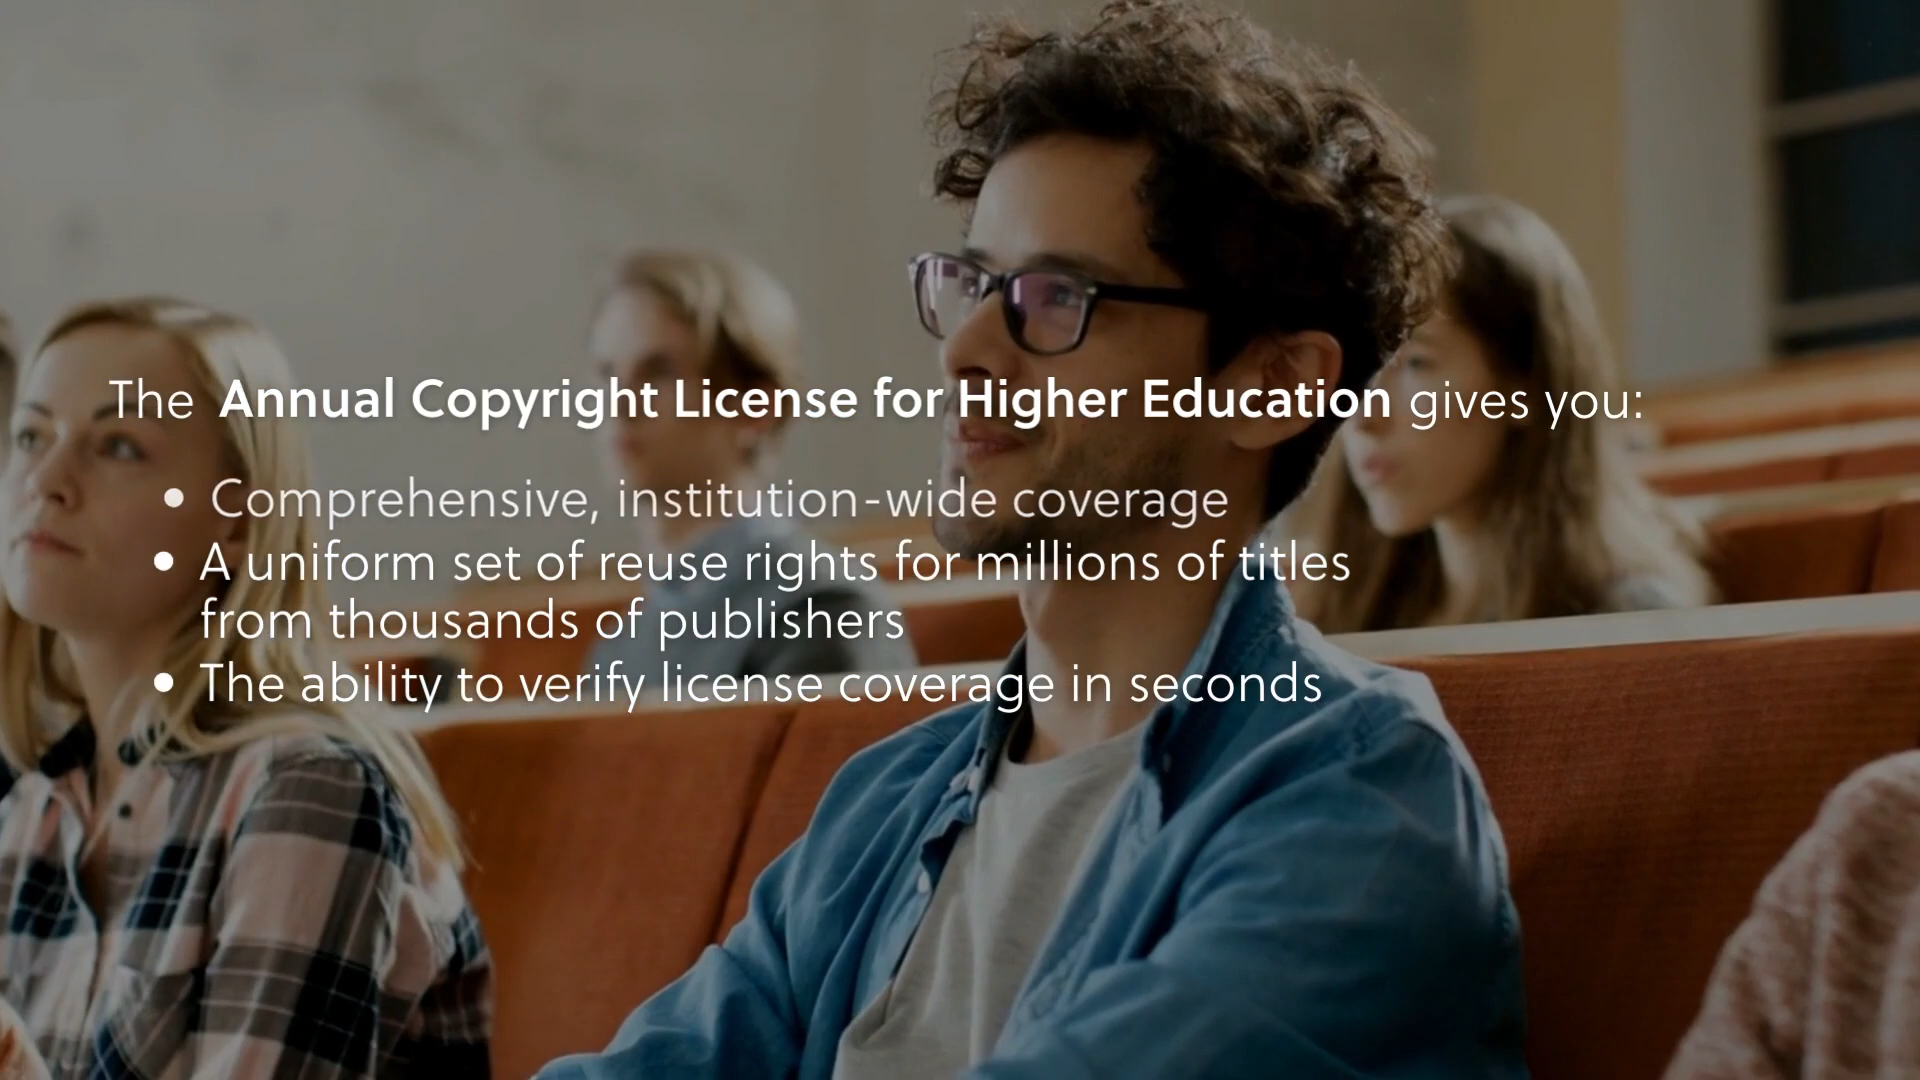 The Annual Copyright License for Higher Education gives you:
• Comprehensive, institution-wide coverage
• A uniform set of reuse rights for millions of titles
from thousands of publishers
• The ability to verify license coverage in seconds